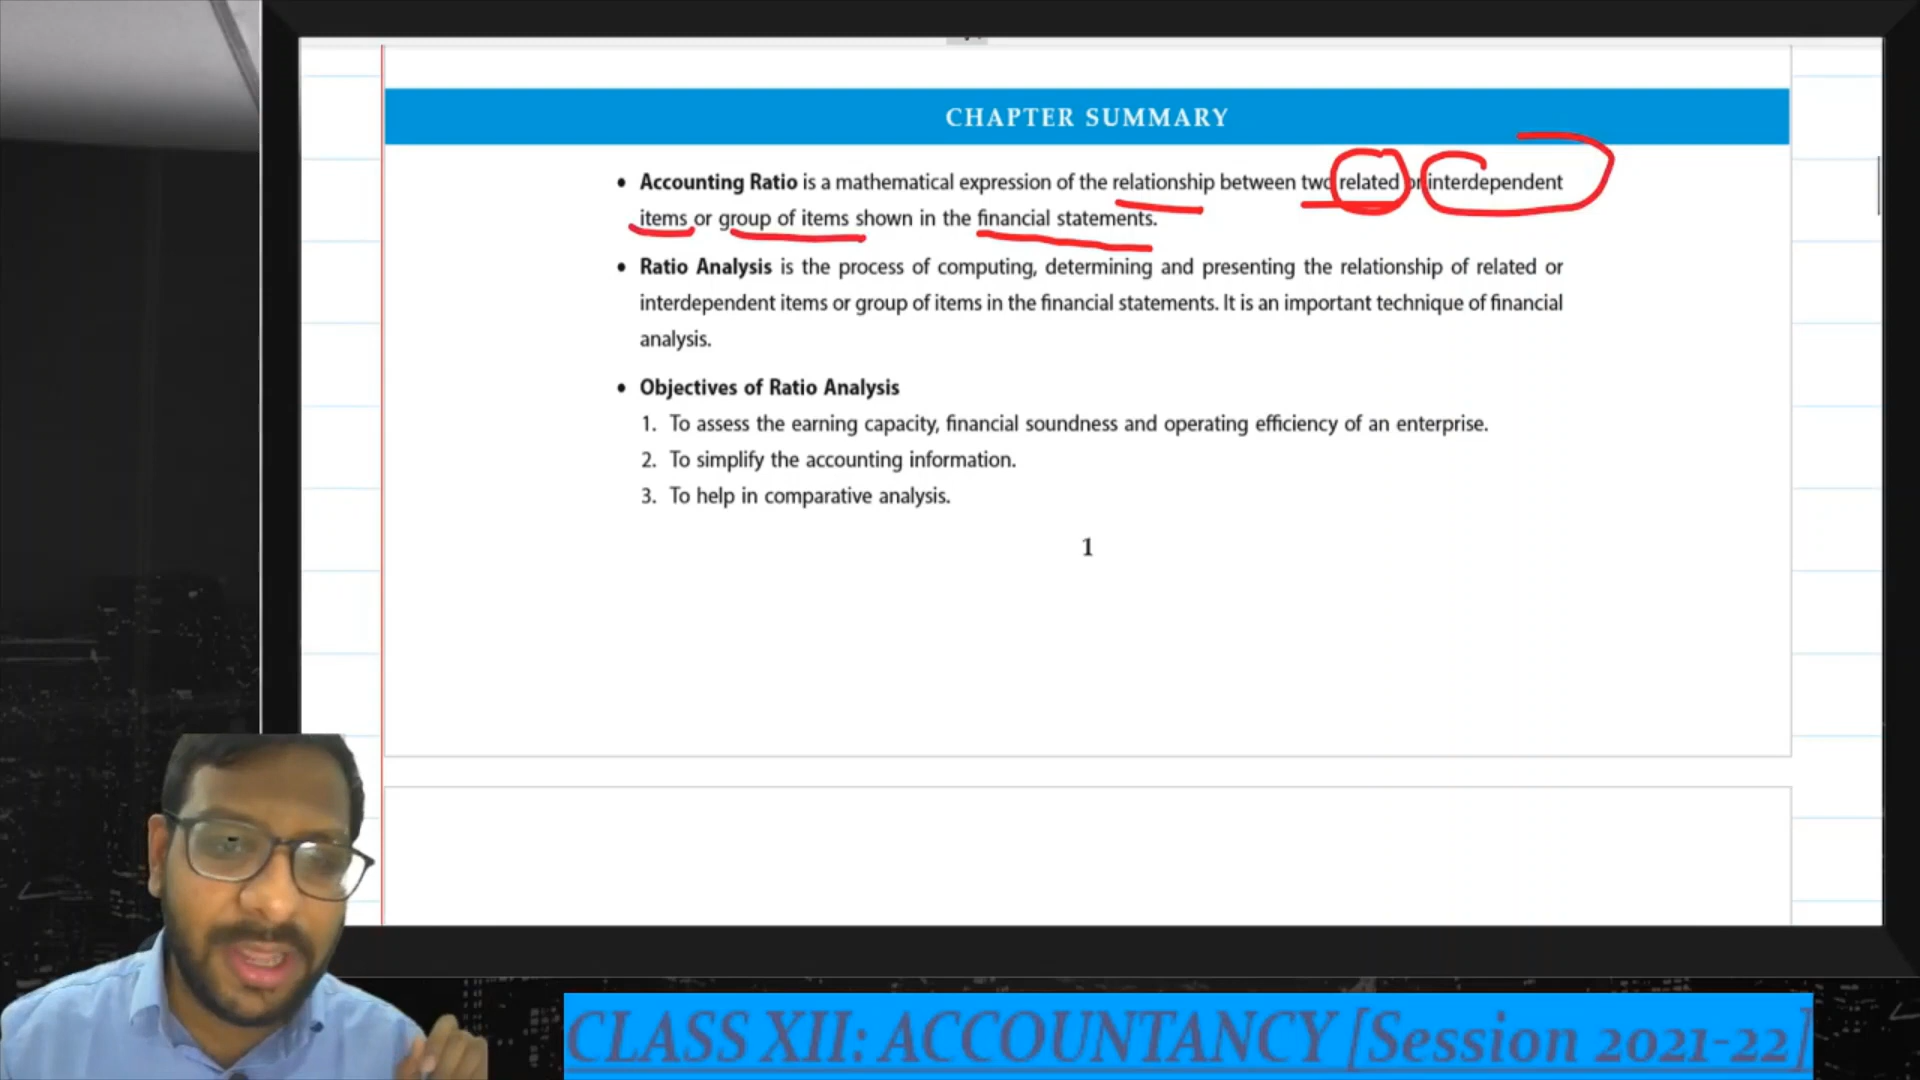 CHAPTER SUMMARY
• Accounting Ratio is a mathematical expression of the relationship between two related or interdependent
items or group of items shown in the financial statements.
• Ratio Analysis is the process of computing, determining and presenting the relationship of related or
interdependent items or group of items in the financial statements. It is an important technique of financial
analysis.
• Objectives of Ratio Analysis
1. To assess the earning capacity, financial soundness and operating efficiency of an enterprise.
2. To simplify the accounting information.
3. To help in comparative analysis.
1
CLASS XII: ACCOUNTANCY [Session 2021-22]